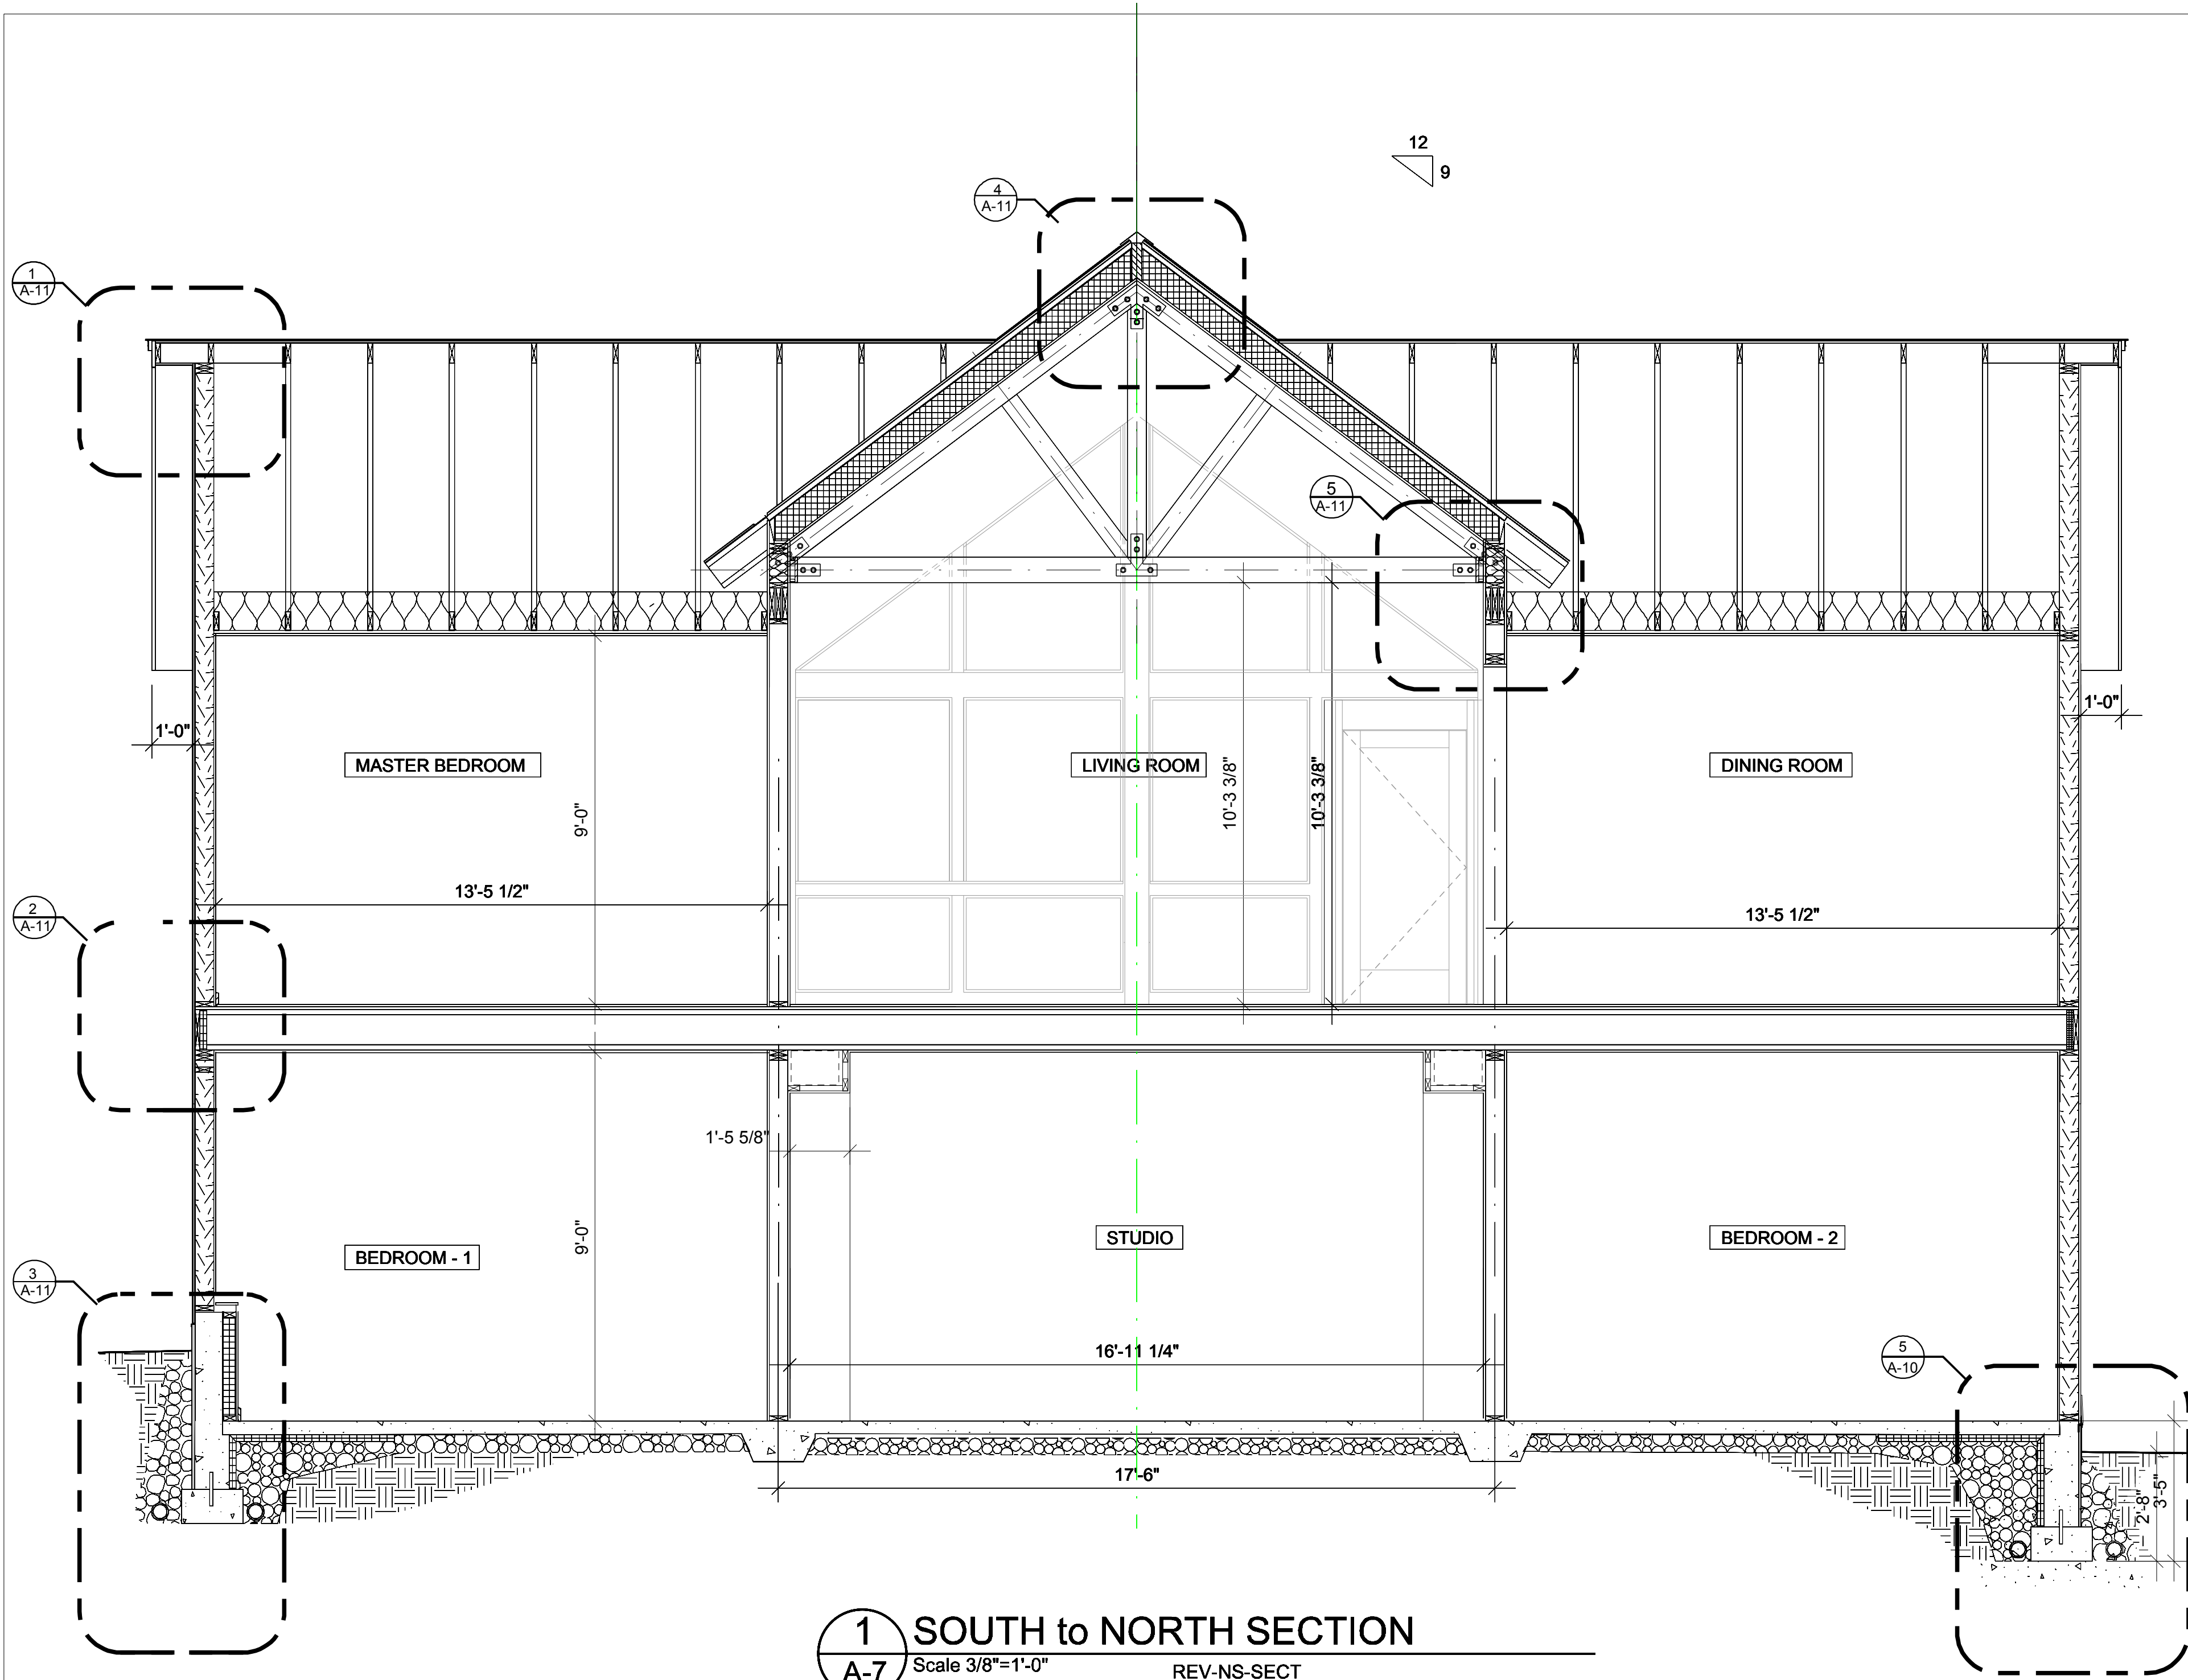 12
9
4
A-11
1
A-11
5
A-11
1'-0"
1'-0"
MASTER BEDROOM
LIVING ROOM
DINING ROOM
9'-0"
10'-3 3/8"
10'-3 3/8"
13'-5 1/2"
13'-5 1/2"
2
A-11
1'-5 5/8"
9'-0"
BEDROOM - 1
STUDIO
BEDROOM - 2
3
A-11
16'-11 1/4"
5
A-10
17'-6"
2'-8"
3'-5"
1
A-7
SOUTH to NORTH SECTION
Scale 3/8"=1'-0"
REV-NS-SECT